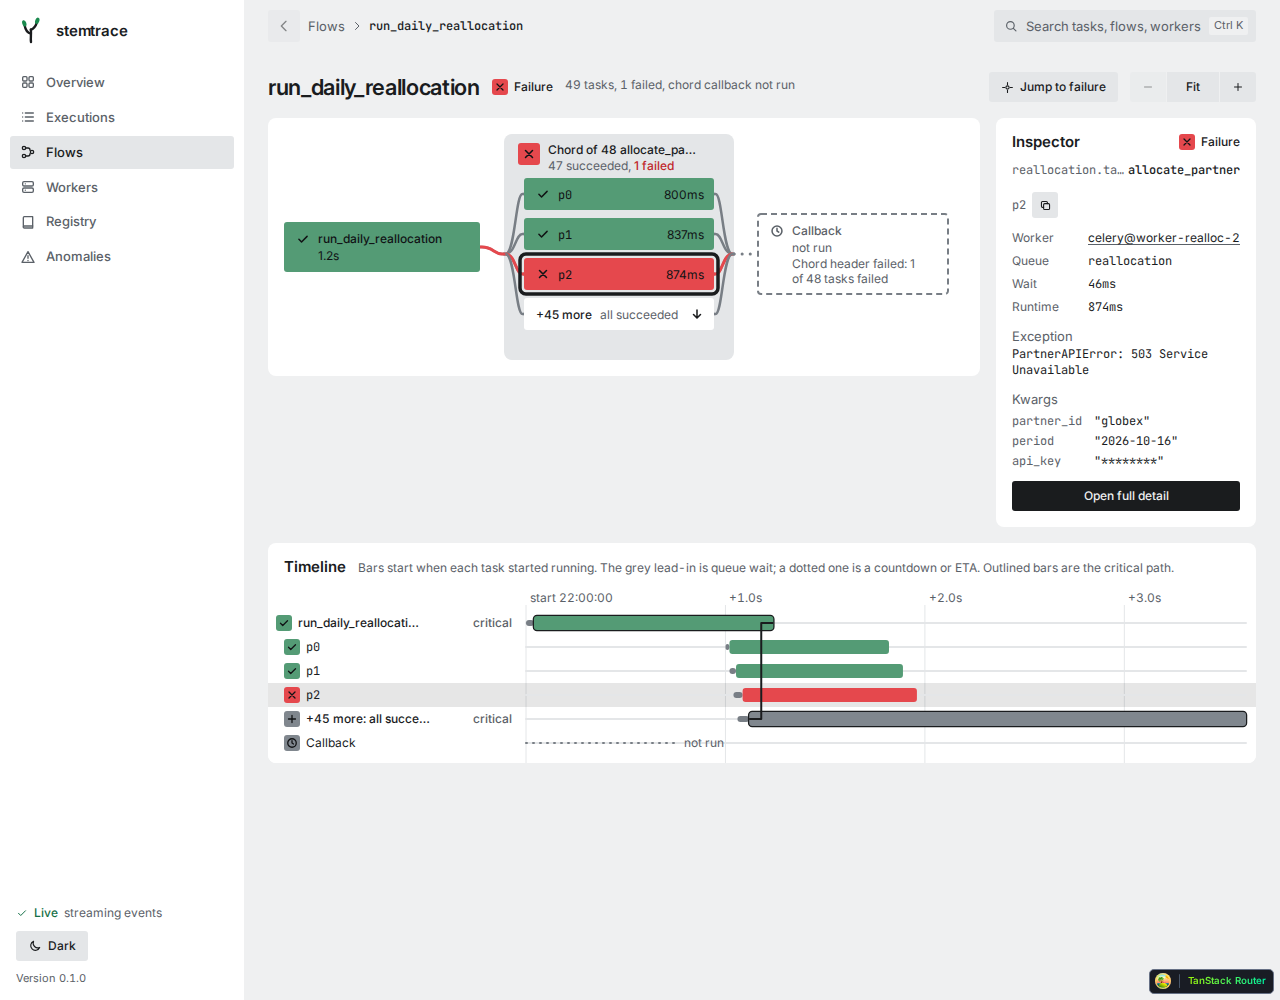 stemtrace
Overview
Executions
Flows
Workers
Registry
Anomalies
Live streaming events
Dark
Version 0.1.0
Flows > run_daily_reallocation
Search tasks, flows, workers Ctrl K
run_daily_reallocation Failure 49 tasks, 1 failed, chord callback not run
Jump to failure − Fit +
run_daily_reallocation
1.2s
Chord of 48 allocate_pa...
47 succeeded, 1 failed
p0 800ms
p1 837ms
p2 874ms
+45 more all succeeded
Callback
not run
Chord header failed: 1
of 48 tasks failed
Inspector Failure
reallocation.ta… allocate_partner
p2
Worker celery@worker-realloc-2
Queue reallocation
Wait 46ms
Runtime 874ms
Exception
PartnerAPIError: 503 Service
Unavailable
Kwargs
partner_id "globex"
period "2026-10-16"
api_key "********"
Open full detail
Timeline Bars start when each task started running. The grey lead-in is queue wait; a dotted one is a countdown or ETA. Outlined bars are the critical path.
start 22:00:00 +1.0s +2.0s +3.0s
run_daily_reallocati... critical
p0
p1
p2
+45 more: all succe... critical
Callback not run
TanStack Router